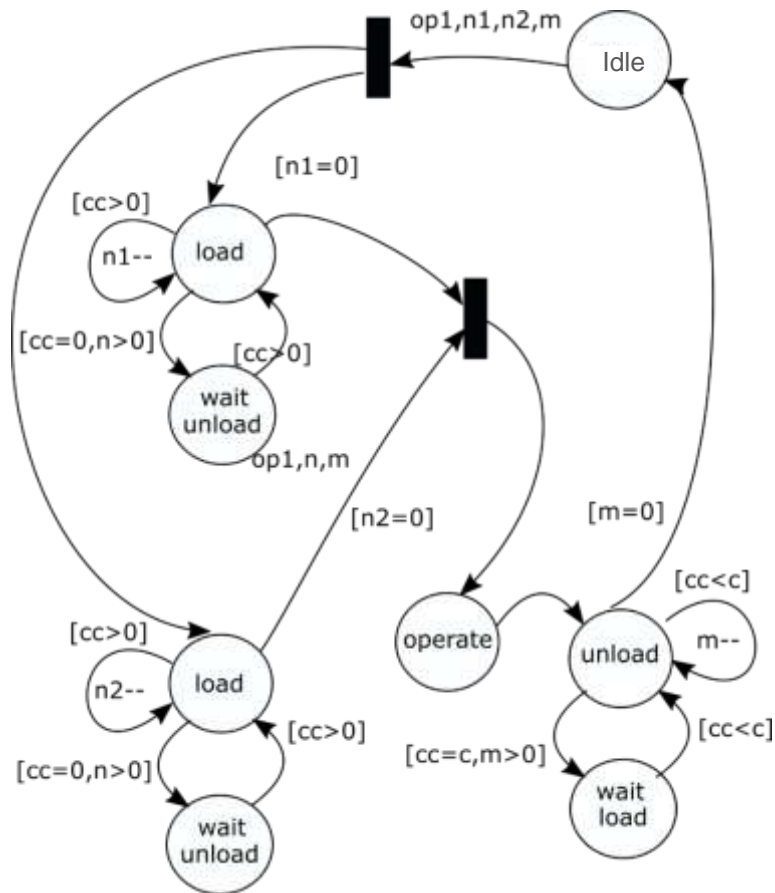 op1,n1,n2,m
Idle
[n1=0]
[cc>0]
load
n1--
[cc=0,n>0]
[cc>0]
wait
unload
op1,n,m
[n2=0]
[m=0]
[cc>0]
[cc<c]
operate
unload
m--
load
n2--
[cc>0]
[cc<c]
[cc=0,n>0]
[cc=c,m>0]
wait
load
wait
unload